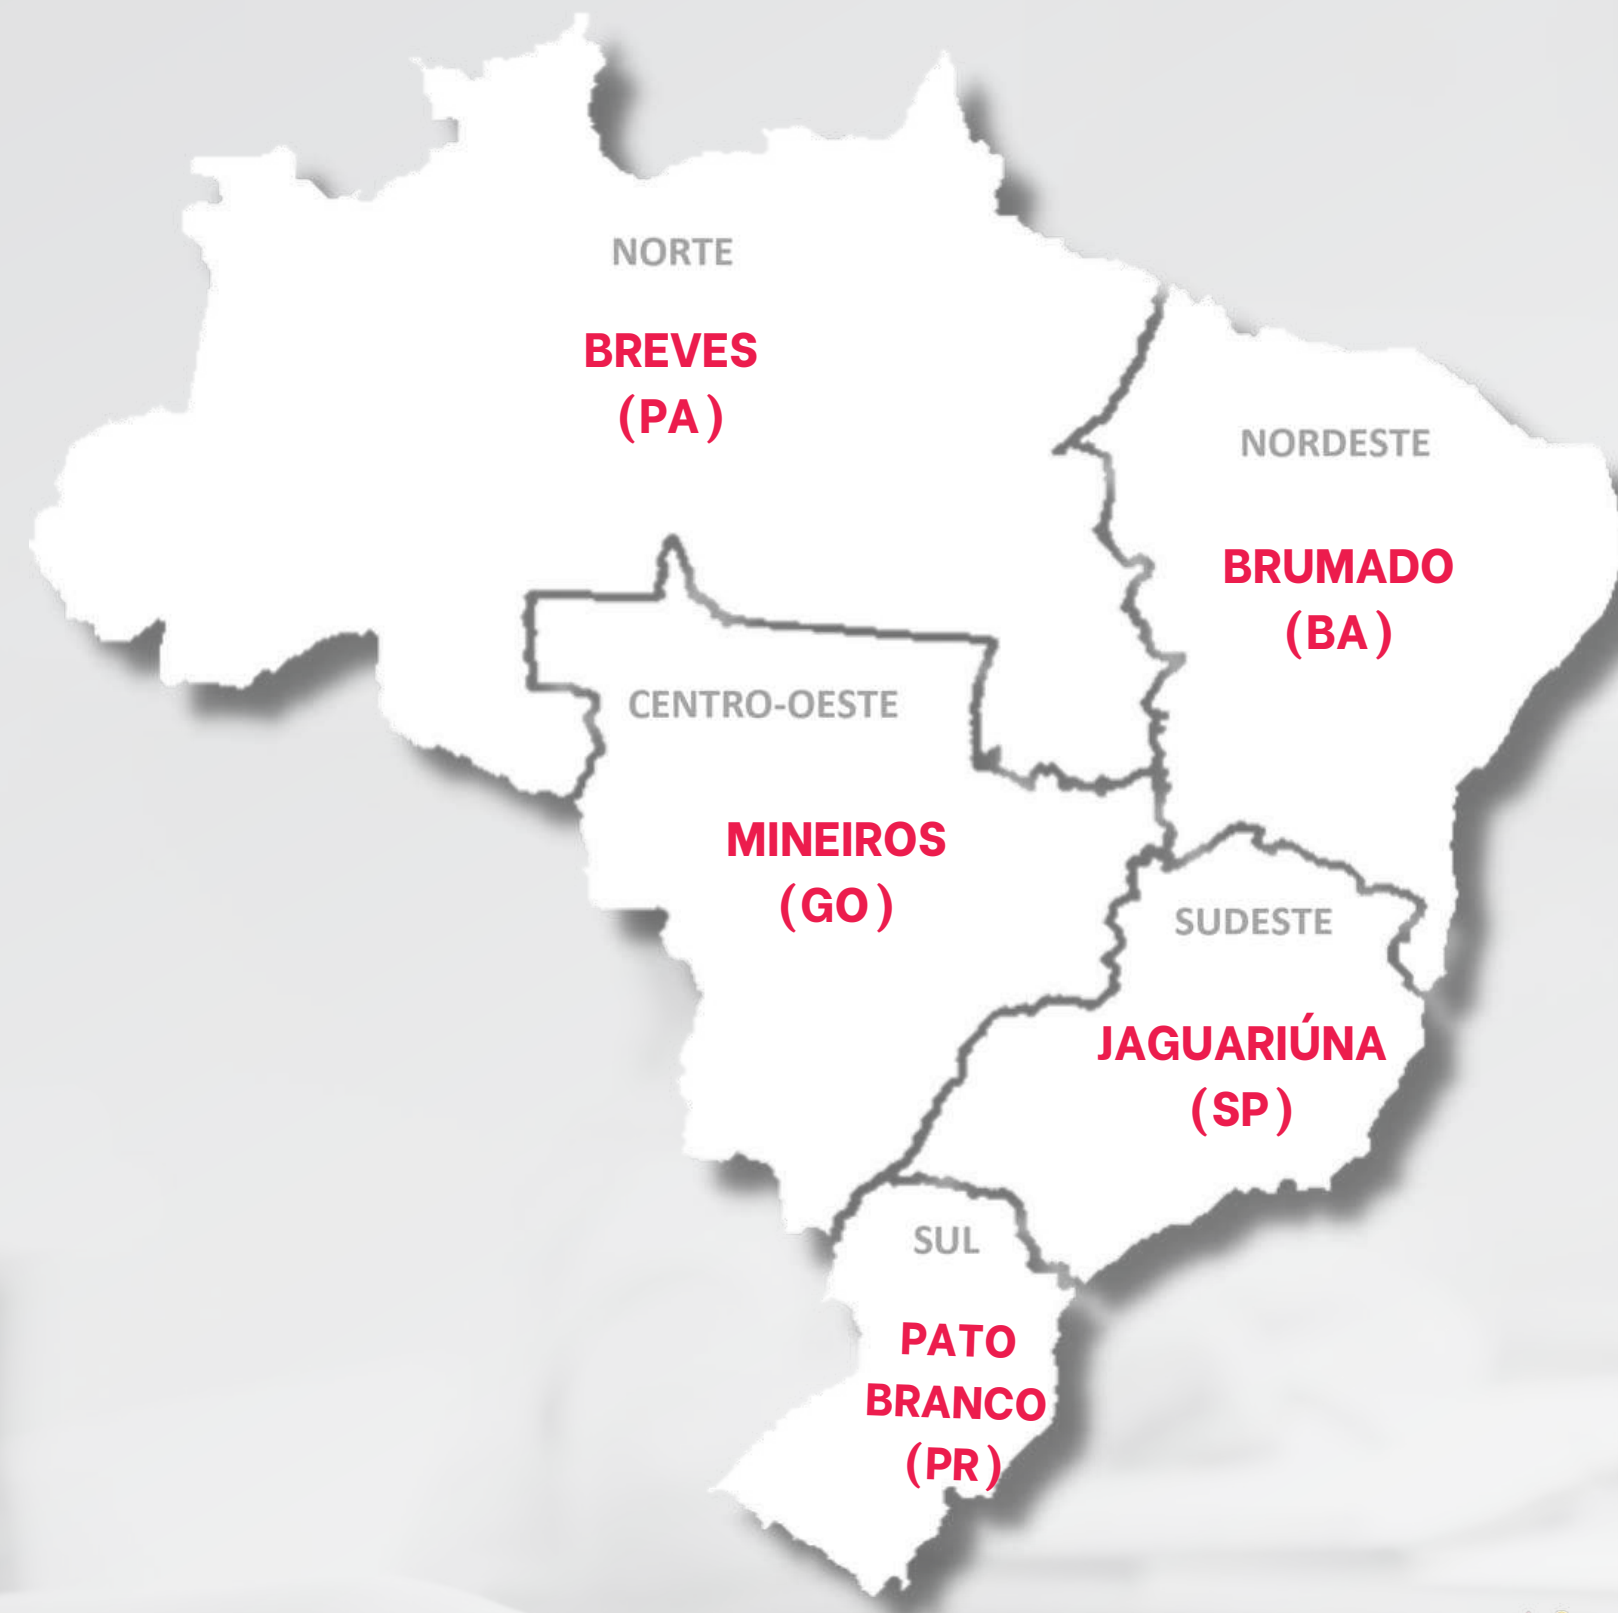 NORTE
BREVES
(PA)
NORDESTE
BRUMADO
(BA)
CENTRO-OESTE
MINEIROS
(GO)
SUDESTE
JAGUARIÚNA
(SP)
SUL
PATO
BRANCO
(PR)